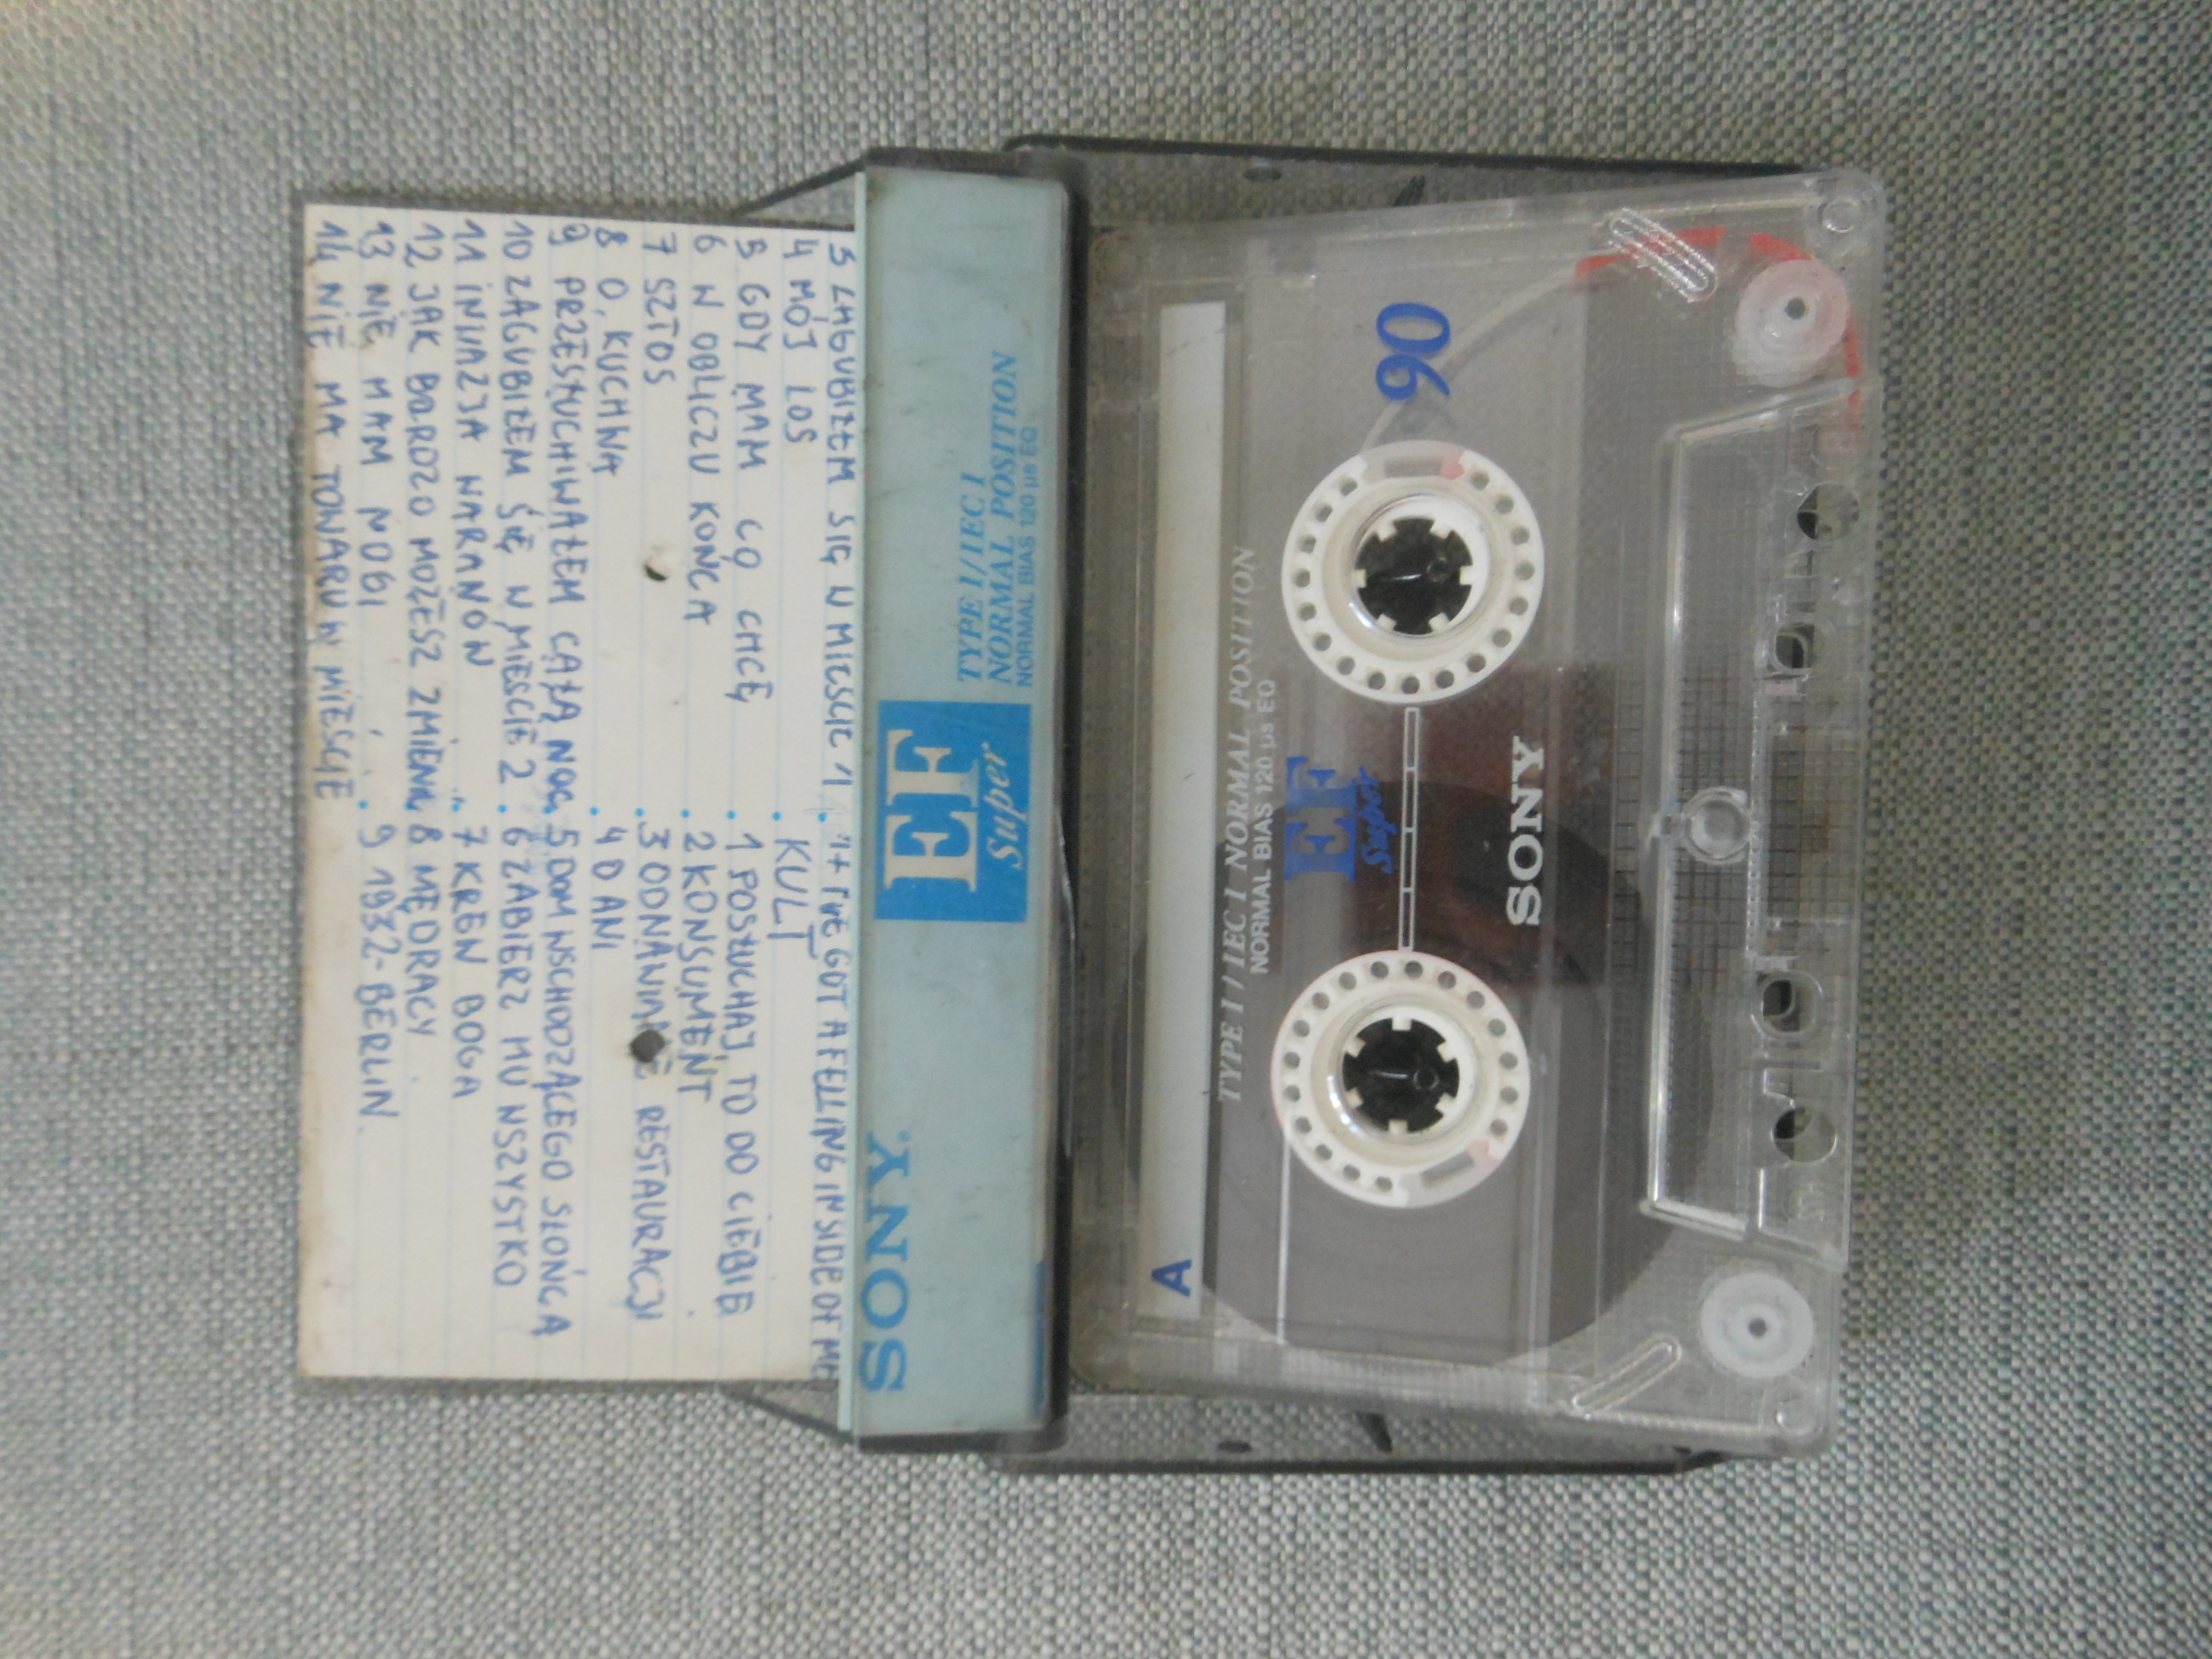 3 ZAGUBIŁEM SIĘ W MIEŚCIE 1
4 MÓJ LOS
5 GDY MAM CO CHCĘ
6 W OBLICZU KOŃCA
7 SZTOS
8 O, KUCHWA
9 PRZESŁUCHIWAŁEM CAŁĄ NOC
10 ZAGUBIŁEM SIĘ W MIEŚCIE 2
11 INWAZJA WARANÓW
12 JAK BARDZO MOŻESZ ZMIENIĆ
13 NIE MAM NOGI
14 NIE MA TOWARU W MIEŚCIE
I'VE GOT A FEELING INSIDE OF ME
KULT
1 POSŁUCHAJ, TO DO CIEBIE
2 KONSUMENT
3 ODNAWIANIE RESTAURACJI
4 O ANI
5 DOM WSCHODZĄCEGO SŁOŃCA
6 ZABIERZ MU WSZYSTKO
7 KREW BOGA
8 MĘDRACY
9 1932-BERLIN.
SONY
EF
Super
TYPE I/IEC I
NORMAL POSITION
NORMAL BIAS 120 µs EQ
A
TYPE I / IEC I NORMAL POSITION
NORMAL BIAS 120 µs EQ
EF
Super
90
SONY